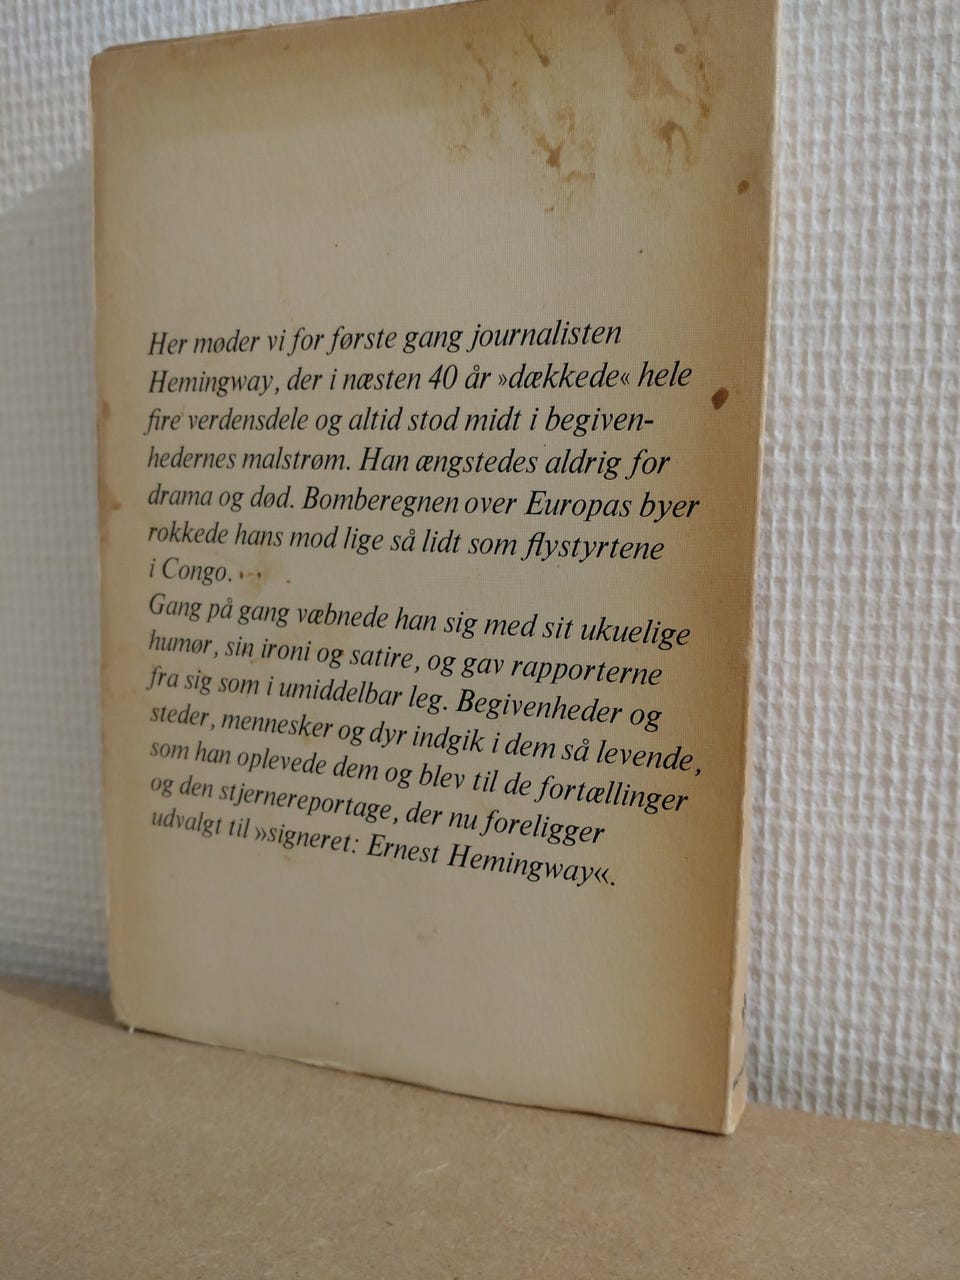 Her møder vi for første gang journalisten
Hemingway, der i næsten 40 år »dækkede« hele
fire verdensdele og altid stod midt i begiven-
hedernes malstrøm. Han ængstedes aldrig for
drama og død. Bomberegnen over Europas byer
rokkede hans mod lige så lidt som flystyrtene
i Congo.
Gang på gang væbnede han sig med sit ukuelige
humør, sin ironi og satire, og gav rapporterne
fra sig som i umiddelbar leg. Begivenheder og
steder, mennesker og dyr indgik i dem så levende,
som han oplevede dem og blev til de fortællinger
og den stjernereportage, der nu foreligger
udvalgt til »signeret: Ernest Hemingway«.